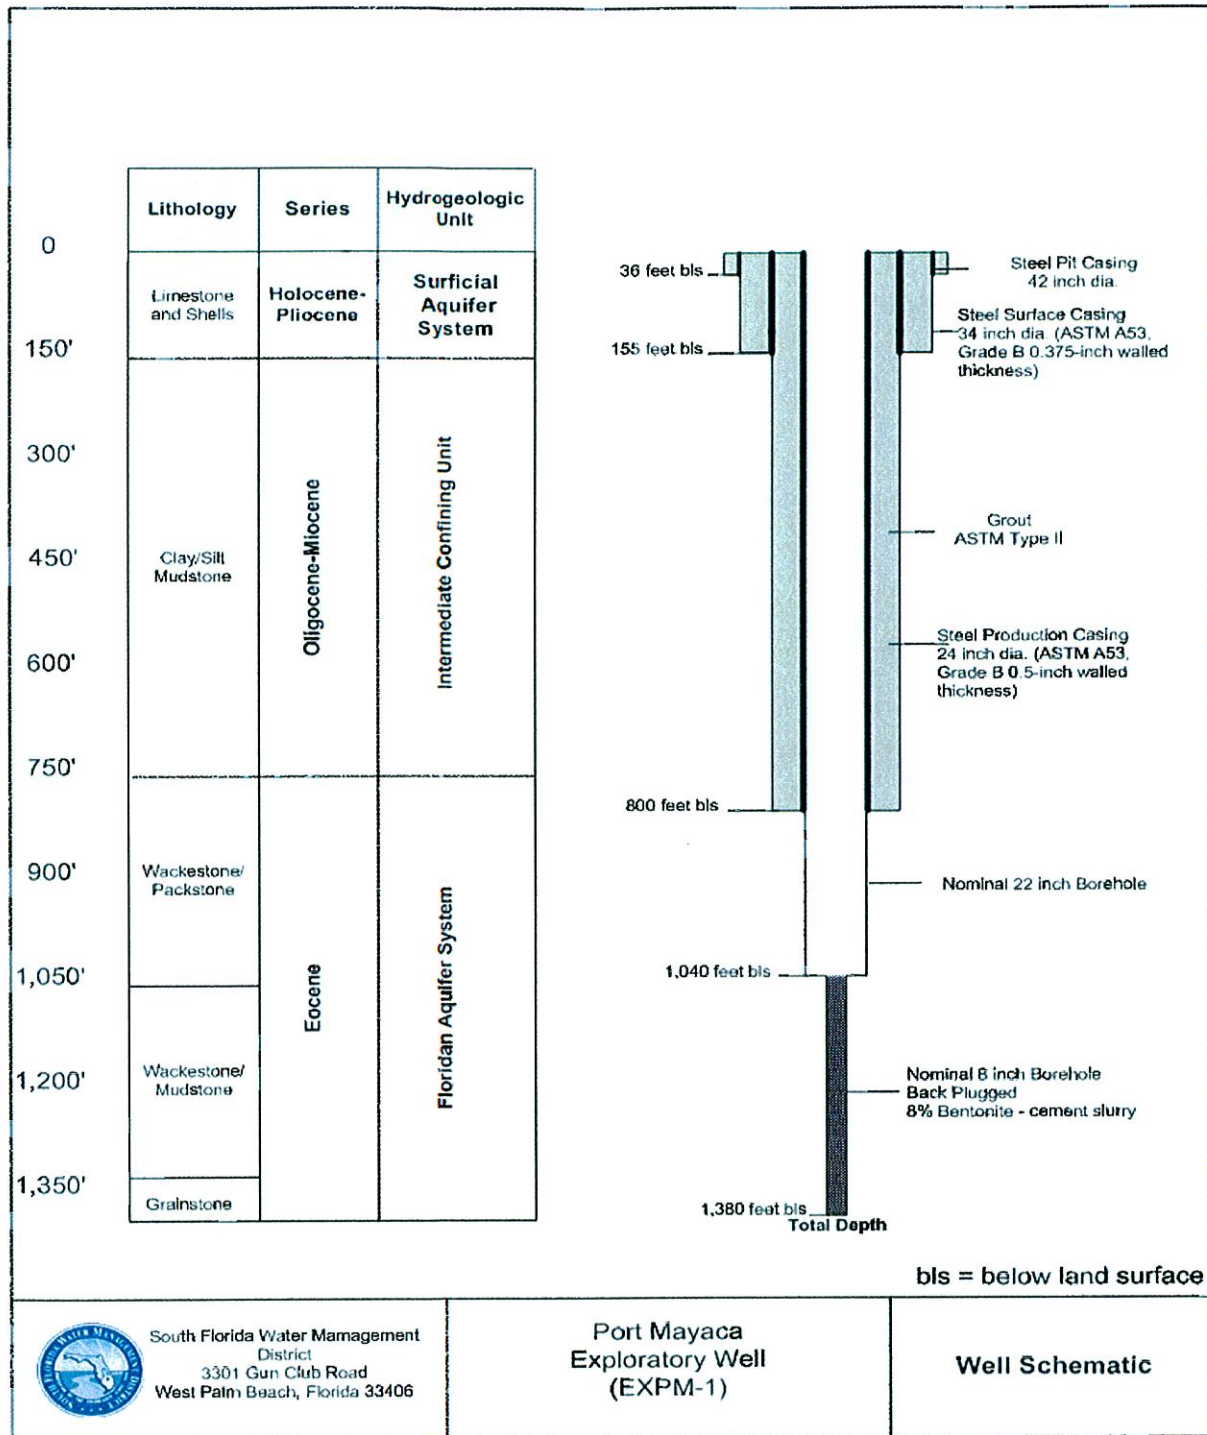 Lithology
Series
Hydrogeologic
Unit
0
150'
300'
450'
600'
750'
900'
1,050'
1,200'
1,350'
Limestone
and Shells
Holocene-
Pliocene
Surficial
Aquifer
System
Clay/Silt
Mudstone
Oligocene-Miocene
Intermediate Confining Unit
Wackestone/
Packstone
Eocene
Floridan Aquifer System
Wackestone/
Mudstone
Grainstone
36 feet bls
155 feet bls
800 feet bls
1,040 feet bls
1,380 feet bls
Total Depth
Steel Pit Casing
42 inch dia.
Steel Surface Casing
34 inch dia. (ASTM A53,
Grade B 0.375-inch walled
thickness)
Grout
ASTM Type II
Steel Production Casing
24 inch dia. (ASTM A53,
Grade B 0.5-inch walled
thickness)
Nominal 22 inch Borehole
Nominal 8 inch Borehole
Back Plugged
8% Bentonite - cement slurry
bls = below land surface
SOUTH FLORIDA WATER MANAGEMENT DISTRICT
South Florida Water Mamagement
District
3301 Gun Club Road
West Palm Beach, Florida 33406
Port Mayaca
Exploratory Well
(EXPM-1)
Well Schematic